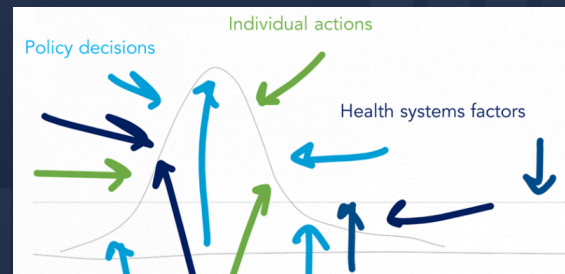 Individual actions
Policy decisions
Health systems factors